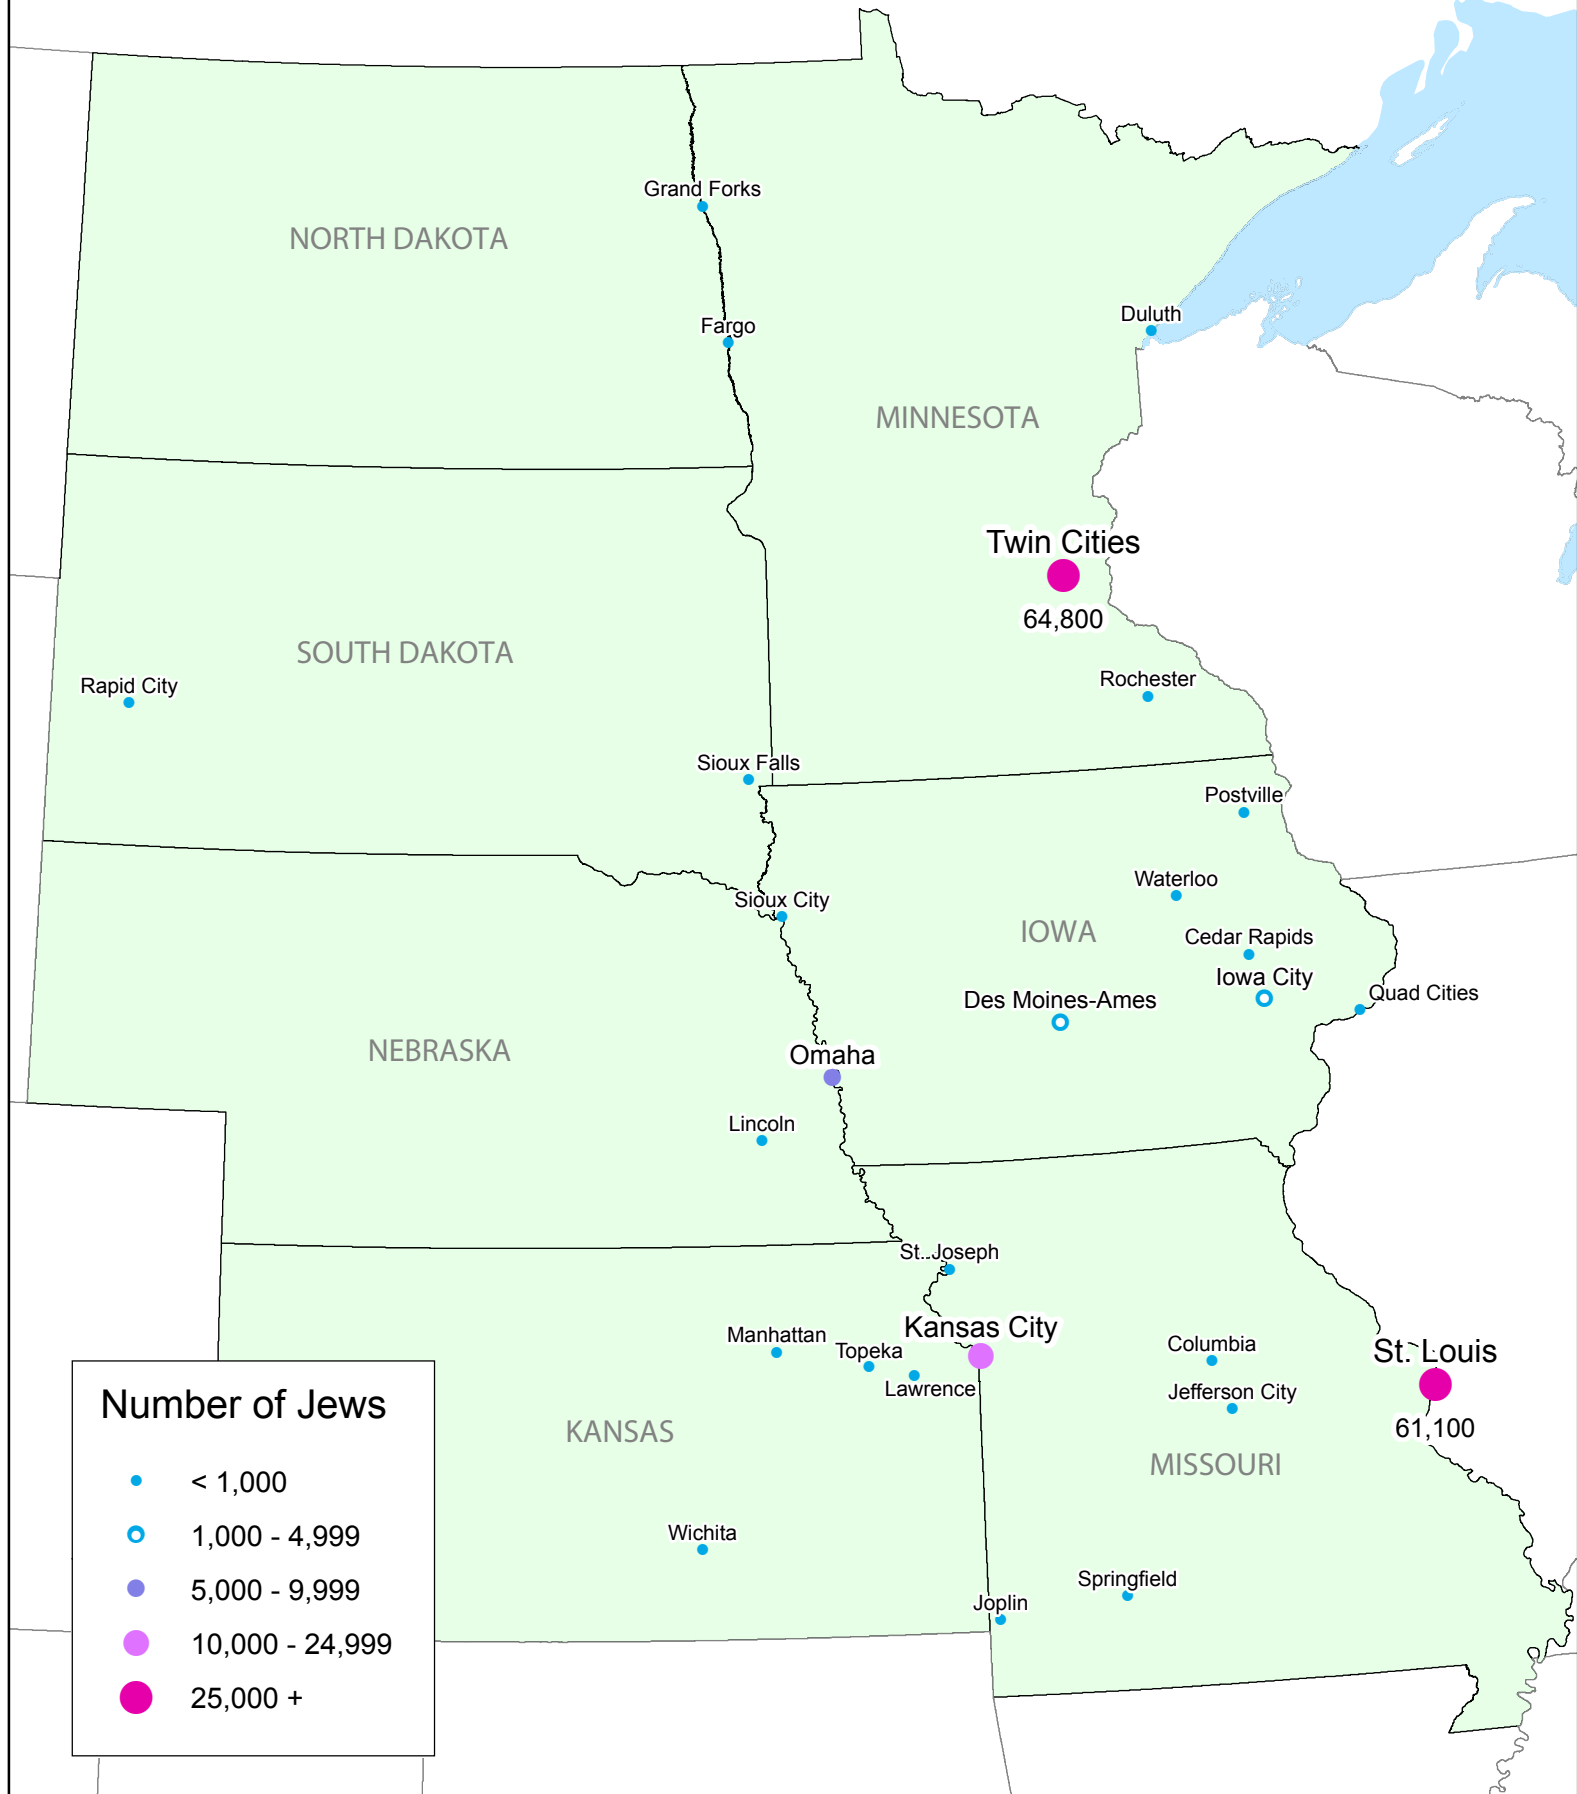 Grand Forks
NORTH DAKOTA
Duluth
Fargo
MINNESOTA
Twin Cities
64,800
SOUTH DAKOTA
Rochester
Rapid City
Sioux Falls
Postville
Waterloo
Sioux City
IOWA
Cedar Rapids
Iowa City
Quad Cities
Des Moines-Ames
NEBRASKA
Omaha
Lincoln
St. Joseph
Kansas City
Manhattan
Columbia
Topeka
St. Louis
Lawrence
Jefferson City
61,100
KANSAS
MISSOURI
Wichita
Springfield
Joplin
Number of Jews
< 1,000
1,000 - 4,999
5,000 - 9,999
10,000 - 24,999
25,000 +